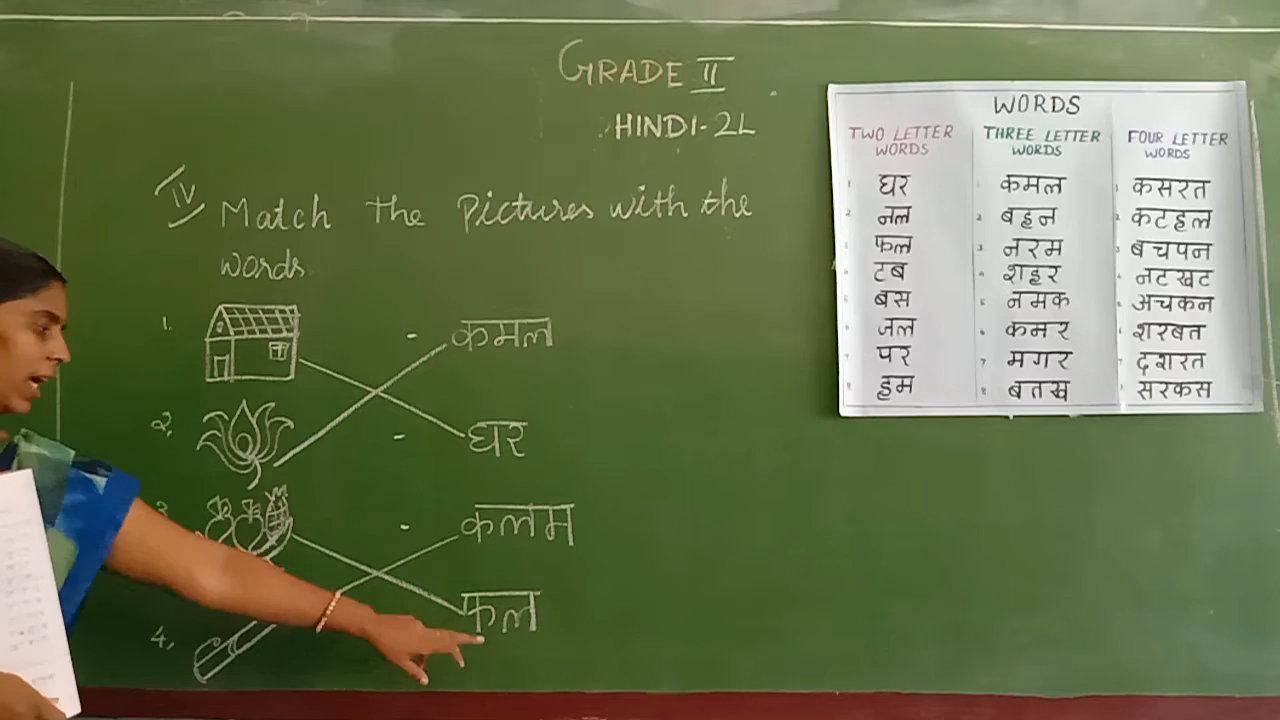 GRADE II
HINDI-2L
IV Match the Pictures with the
words
1. - कमल
2. - घर
3. - कलम
4. फल
WORDS
TWO LETTER WORDS THREE LETTER WORDS FOUR LETTER WORDS
1 घर 1 कमल 1 कसरत
2 नल 2 बहन 2 कटहल
3 फल 3 नरम 3 बचपन
4 टब 4 शहर 4 नटखट
5 बस 5 नमक 5 अचकन
6 जल 6 कमर 6 शरबत
7 पर 7 मगर 7 दशरत
8 हम 8 बतख 8 सरकस